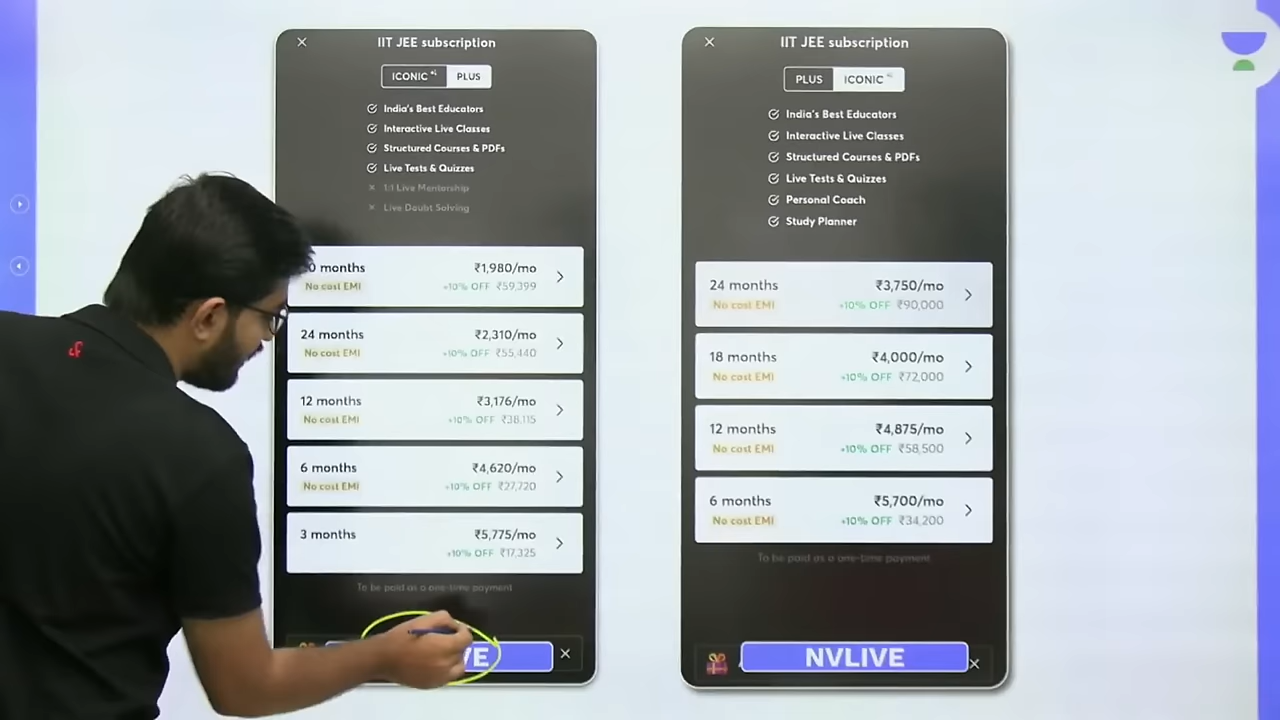 IIT JEE subscription
ICONIC PLUS
India's Best Educators
Interactive Live Classes
Structured Courses & PDFs
Live Tests & Quizzes
1:1 Live Mentorship
Live Doubt Solving
months ₹1,980/mo
No cost EMI +10% OFF ₹59,399
24 months ₹2,310/mo
No cost EMI +10% OFF ₹55,440
12 months ₹3,176/mo
No cost EMI +10% OFF ₹38,115
6 months ₹4,620/mo
No cost EMI +10% OFF ₹27,720
3 months ₹5,775/mo
+10% OFF ₹17,325
To be paid as a one-time payment
VE
IIT JEE subscription
PLUS ICONIC
India's Best Educators
Interactive Live Classes
Structured Courses & PDFs
Live Tests & Quizzes
Personal Coach
Study Planner
24 months ₹3,750/mo
No cost EMI +10% OFF ₹90,000
18 months ₹4,000/mo
No cost EMI +10% OFF ₹72,000
12 months ₹4,875/mo
No cost EMI +10% OFF ₹58,500
6 months ₹5,700/mo
No cost EMI +10% OFF ₹34,200
To be paid as a one-time payment
NVLIVE